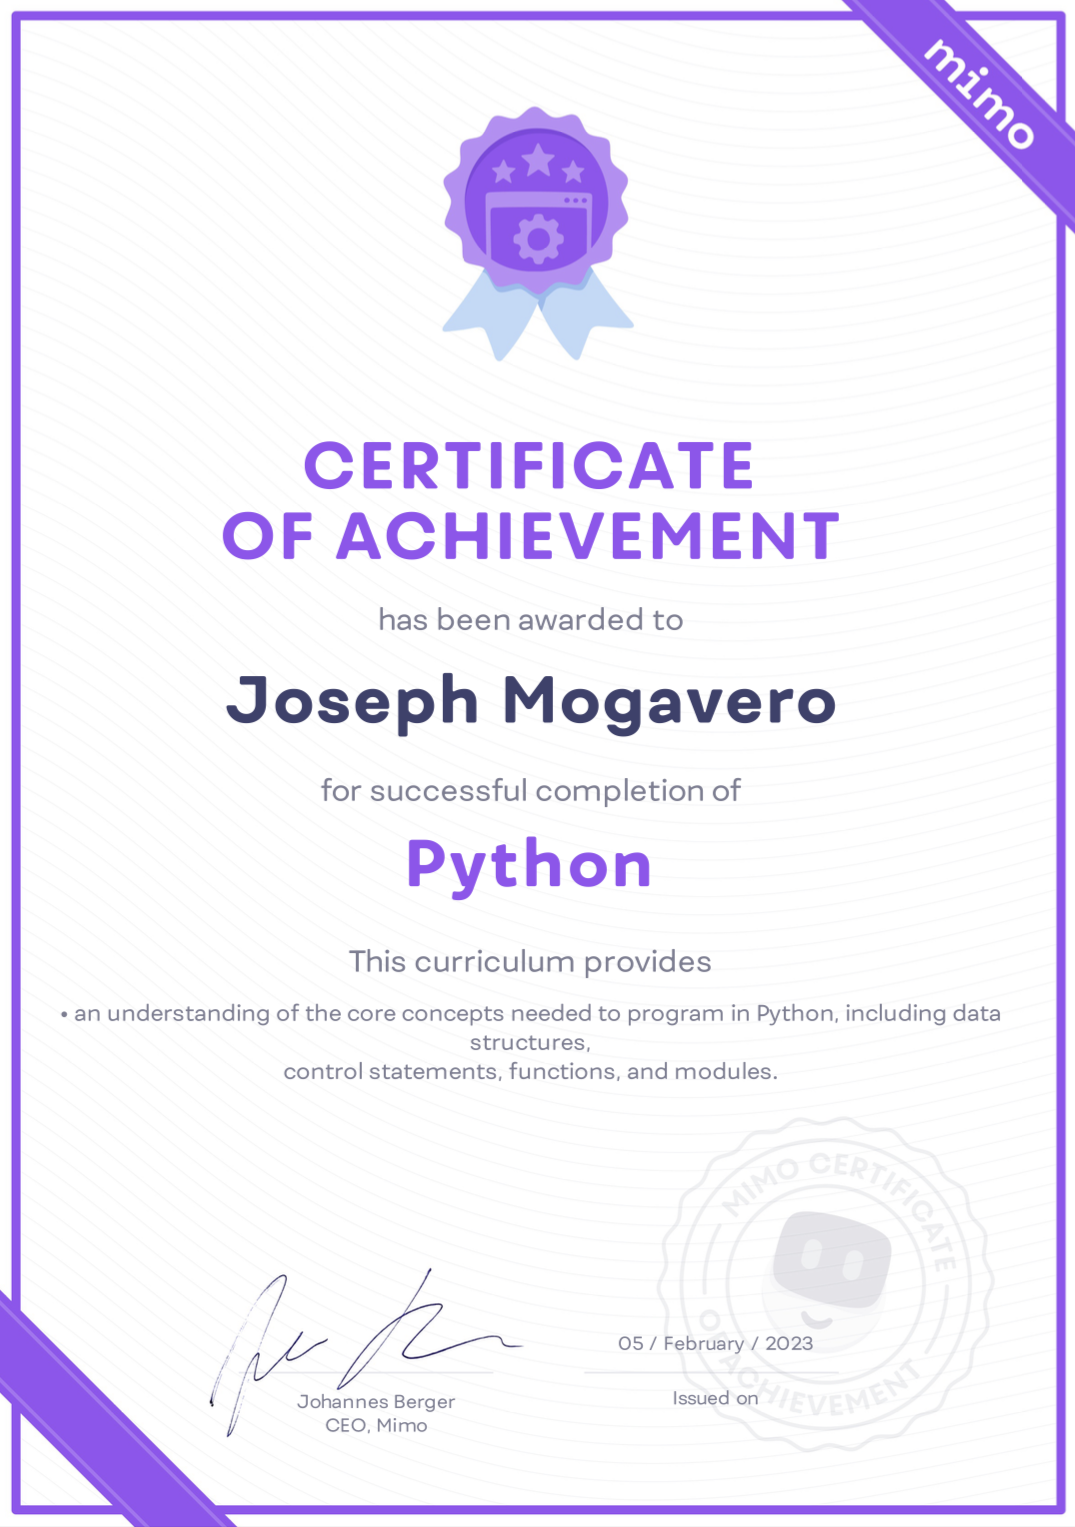 mimo
CERTIFICATE
OF ACHIEVEMENT
has been awarded to
Joseph Mogavero
for successful completion of
Python
This curriculum provides
• an understanding of the core concepts needed to program in Python, including data
structures,
control statements, functions, and modules.
MIMO CERTIFICATE
OF ACHIEVEMENT
05 / February / 2023
Issued on
Johannes Berger
CEO, Mimo